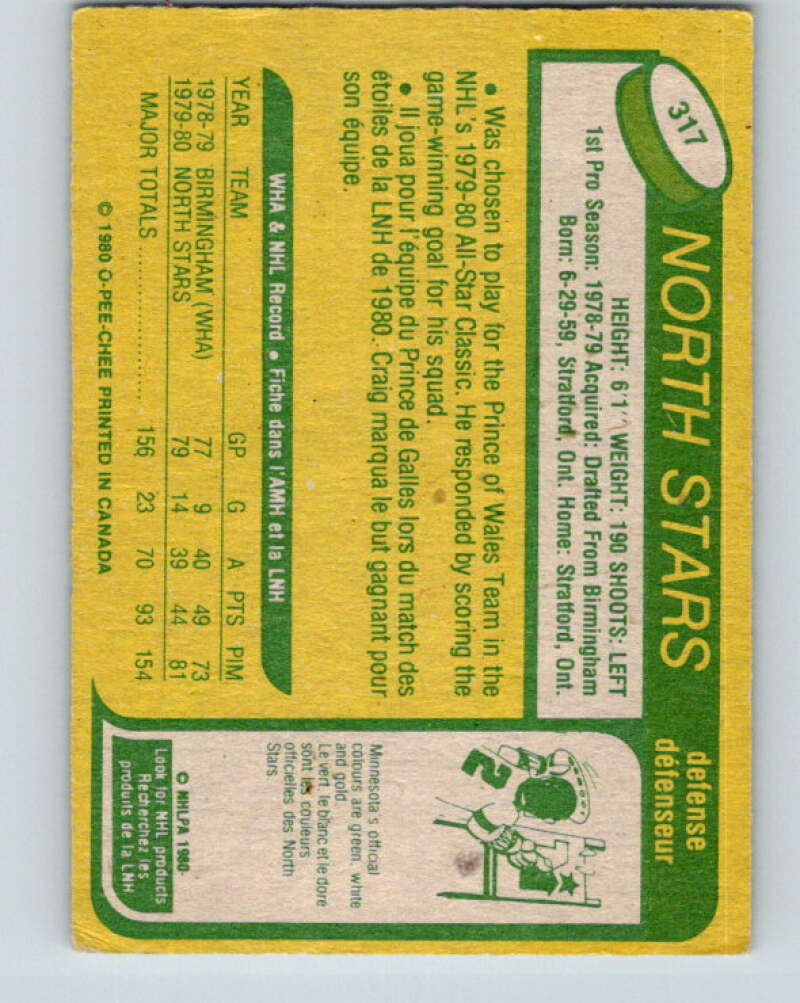 317
NORTH STARS
defense
défenseur
HEIGHT: 6'1'' WEIGHT: 190 SHOOTS: LEFT
1st Pro Season: 1978-79 Acquired: Drafted From Birmingham
Born: 6-29-59, Stratford, Ont. Home: Stratford, Ont.
• Was chosen to play for the Prince of Wales Team in the
NHL's 1979-80 All-Star Classic. He responded by scoring the
game-winning goal for his squad.
• Il joua pour l'équipe du Prince de Galles lors du match des
étoiles de la LNH de 1980. Craig marqua le but gagnant pour
son équipe.
WHA & NHL Record • Fiche dans l'AMH et la LNH
YEAR TEAM GP G A PTS PIM
1978-79 BIRMINGHAM (WHA) 77 9 40 49 73
1979-80 NORTH STARS 79 14 39 44 81
MAJOR TOTALS .................... 156 23 70 93 154
© 1980 O-PEE-CHEE PRINTED IN CANADA
2
Minnesota's official
colours are green, white
and gold
Le vert, le blanc et le dore
sont les couleurs
officielles des North
Stars
© NHLPA 1980
Look for NHL products
Recherchez les
produits de la LNH